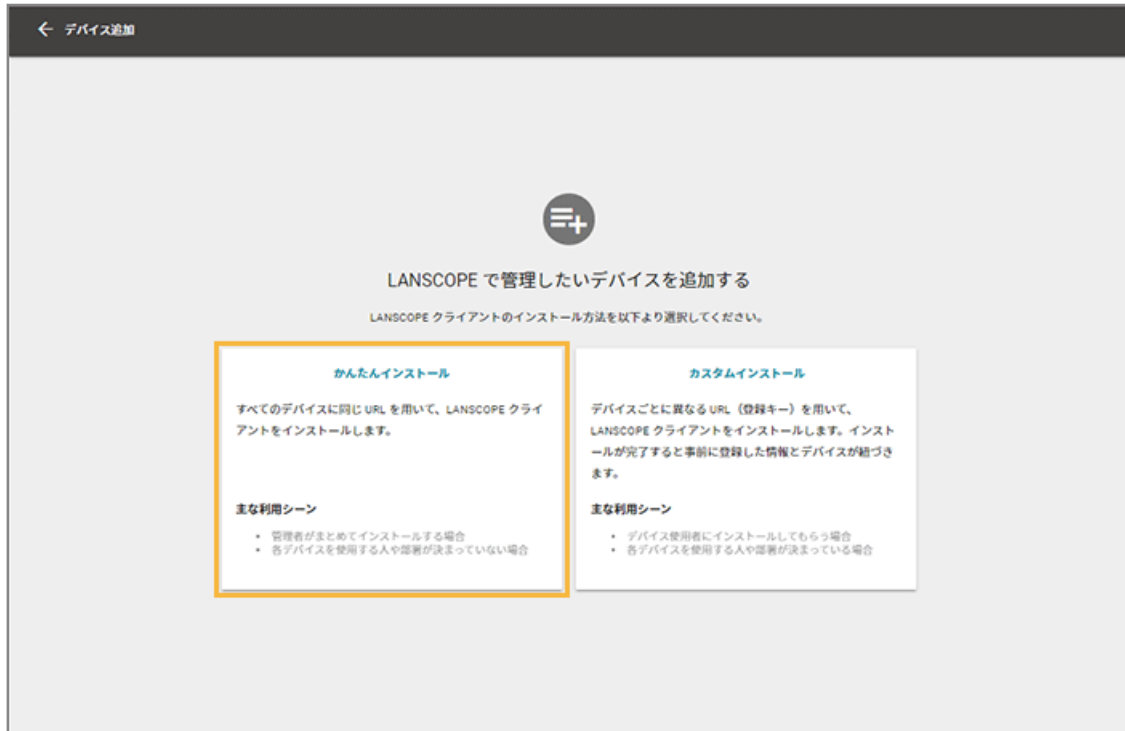 デバイス追加
LANSCOPE で管理したいデバイスを追加する
LANSCOPE クライアントのインストール方法を以下より選択してください。
かんたんインストール
すべてのデバイスに同じ URL を用いて、LANSCOPE クライ
アントをインストールします。
主な利用シーン
• 管理者がまとめてインストールする場合
• 各デバイスを使用する人や部署が決まっていない場合
カスタムインストール
デバイスごとに異なる URL（登録キー）を用いて、
LANSCOPE クライアントをインストールします。インスト
ールが完了すると事前に登録した情報とデバイスが紐づき
ます。
主な利用シーン
• デバイス使用者にインストールしてもらう場合
• 各デバイスを使用する人や部署が決まっている場合